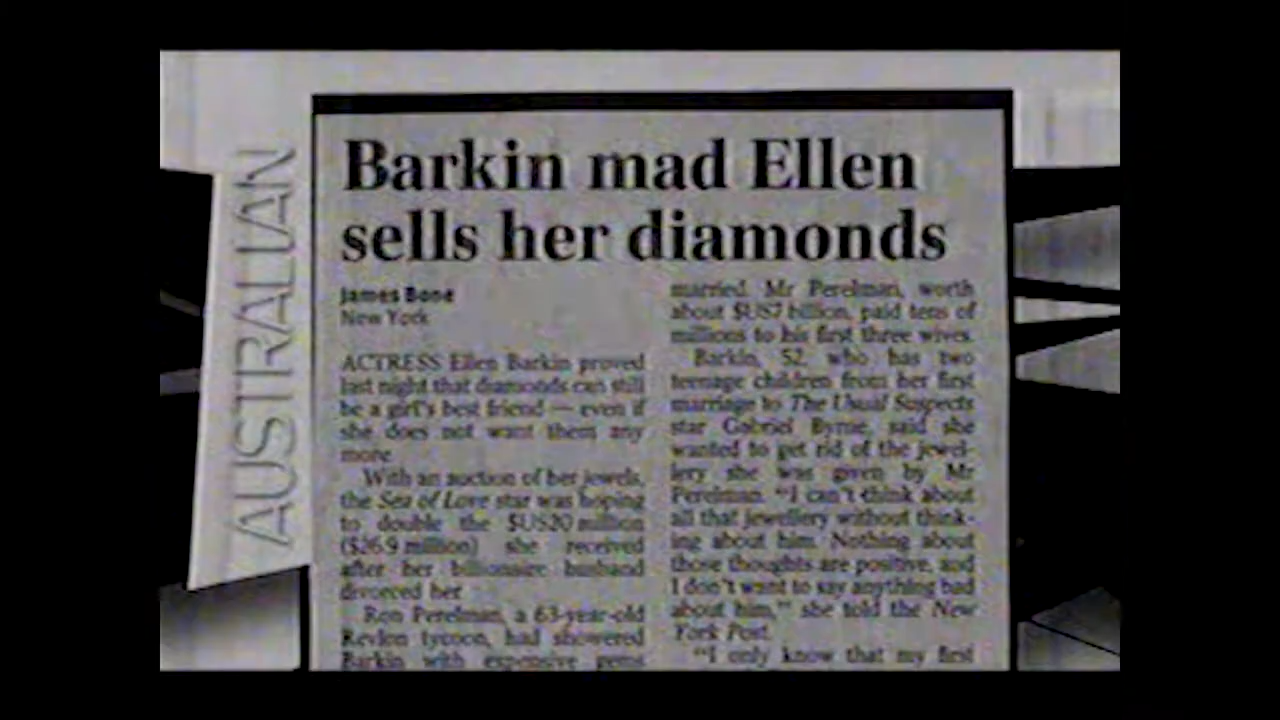 AUSTRALIAN
Barkin mad Ellen
sells her diamonds
James Bone
New York
ACTRESS Ellen Barkin proved
last night that diamonds can still
be a girl's best friend — even if
she does not want them any
more.
With an auction of her jewels,
the Sea of Love star was hoping
to double the $US20 million
($26.9 million) she received
after her billionaire husband
divorced her.
Ron Perelman, a 63-year-old
Revlon tycoon, had showered
Barkin with expensive gems
married. Mr Perelman, worth
about $US7 billion, paid tens of
millions to his first three wives.
Barkin, 52, who has two
teenage children from her first
marriage to The Usual Suspects
star Gabriel Byrne, said she
wanted to get rid of the jewel-
lery she was given by Mr
Perelman. "I can't think about
all that jewellery without think-
ing about him. Nothing about
those thoughts are positive, and
I don't want to say anything bad
about him," she told the New
York Post.
"I only know that my first